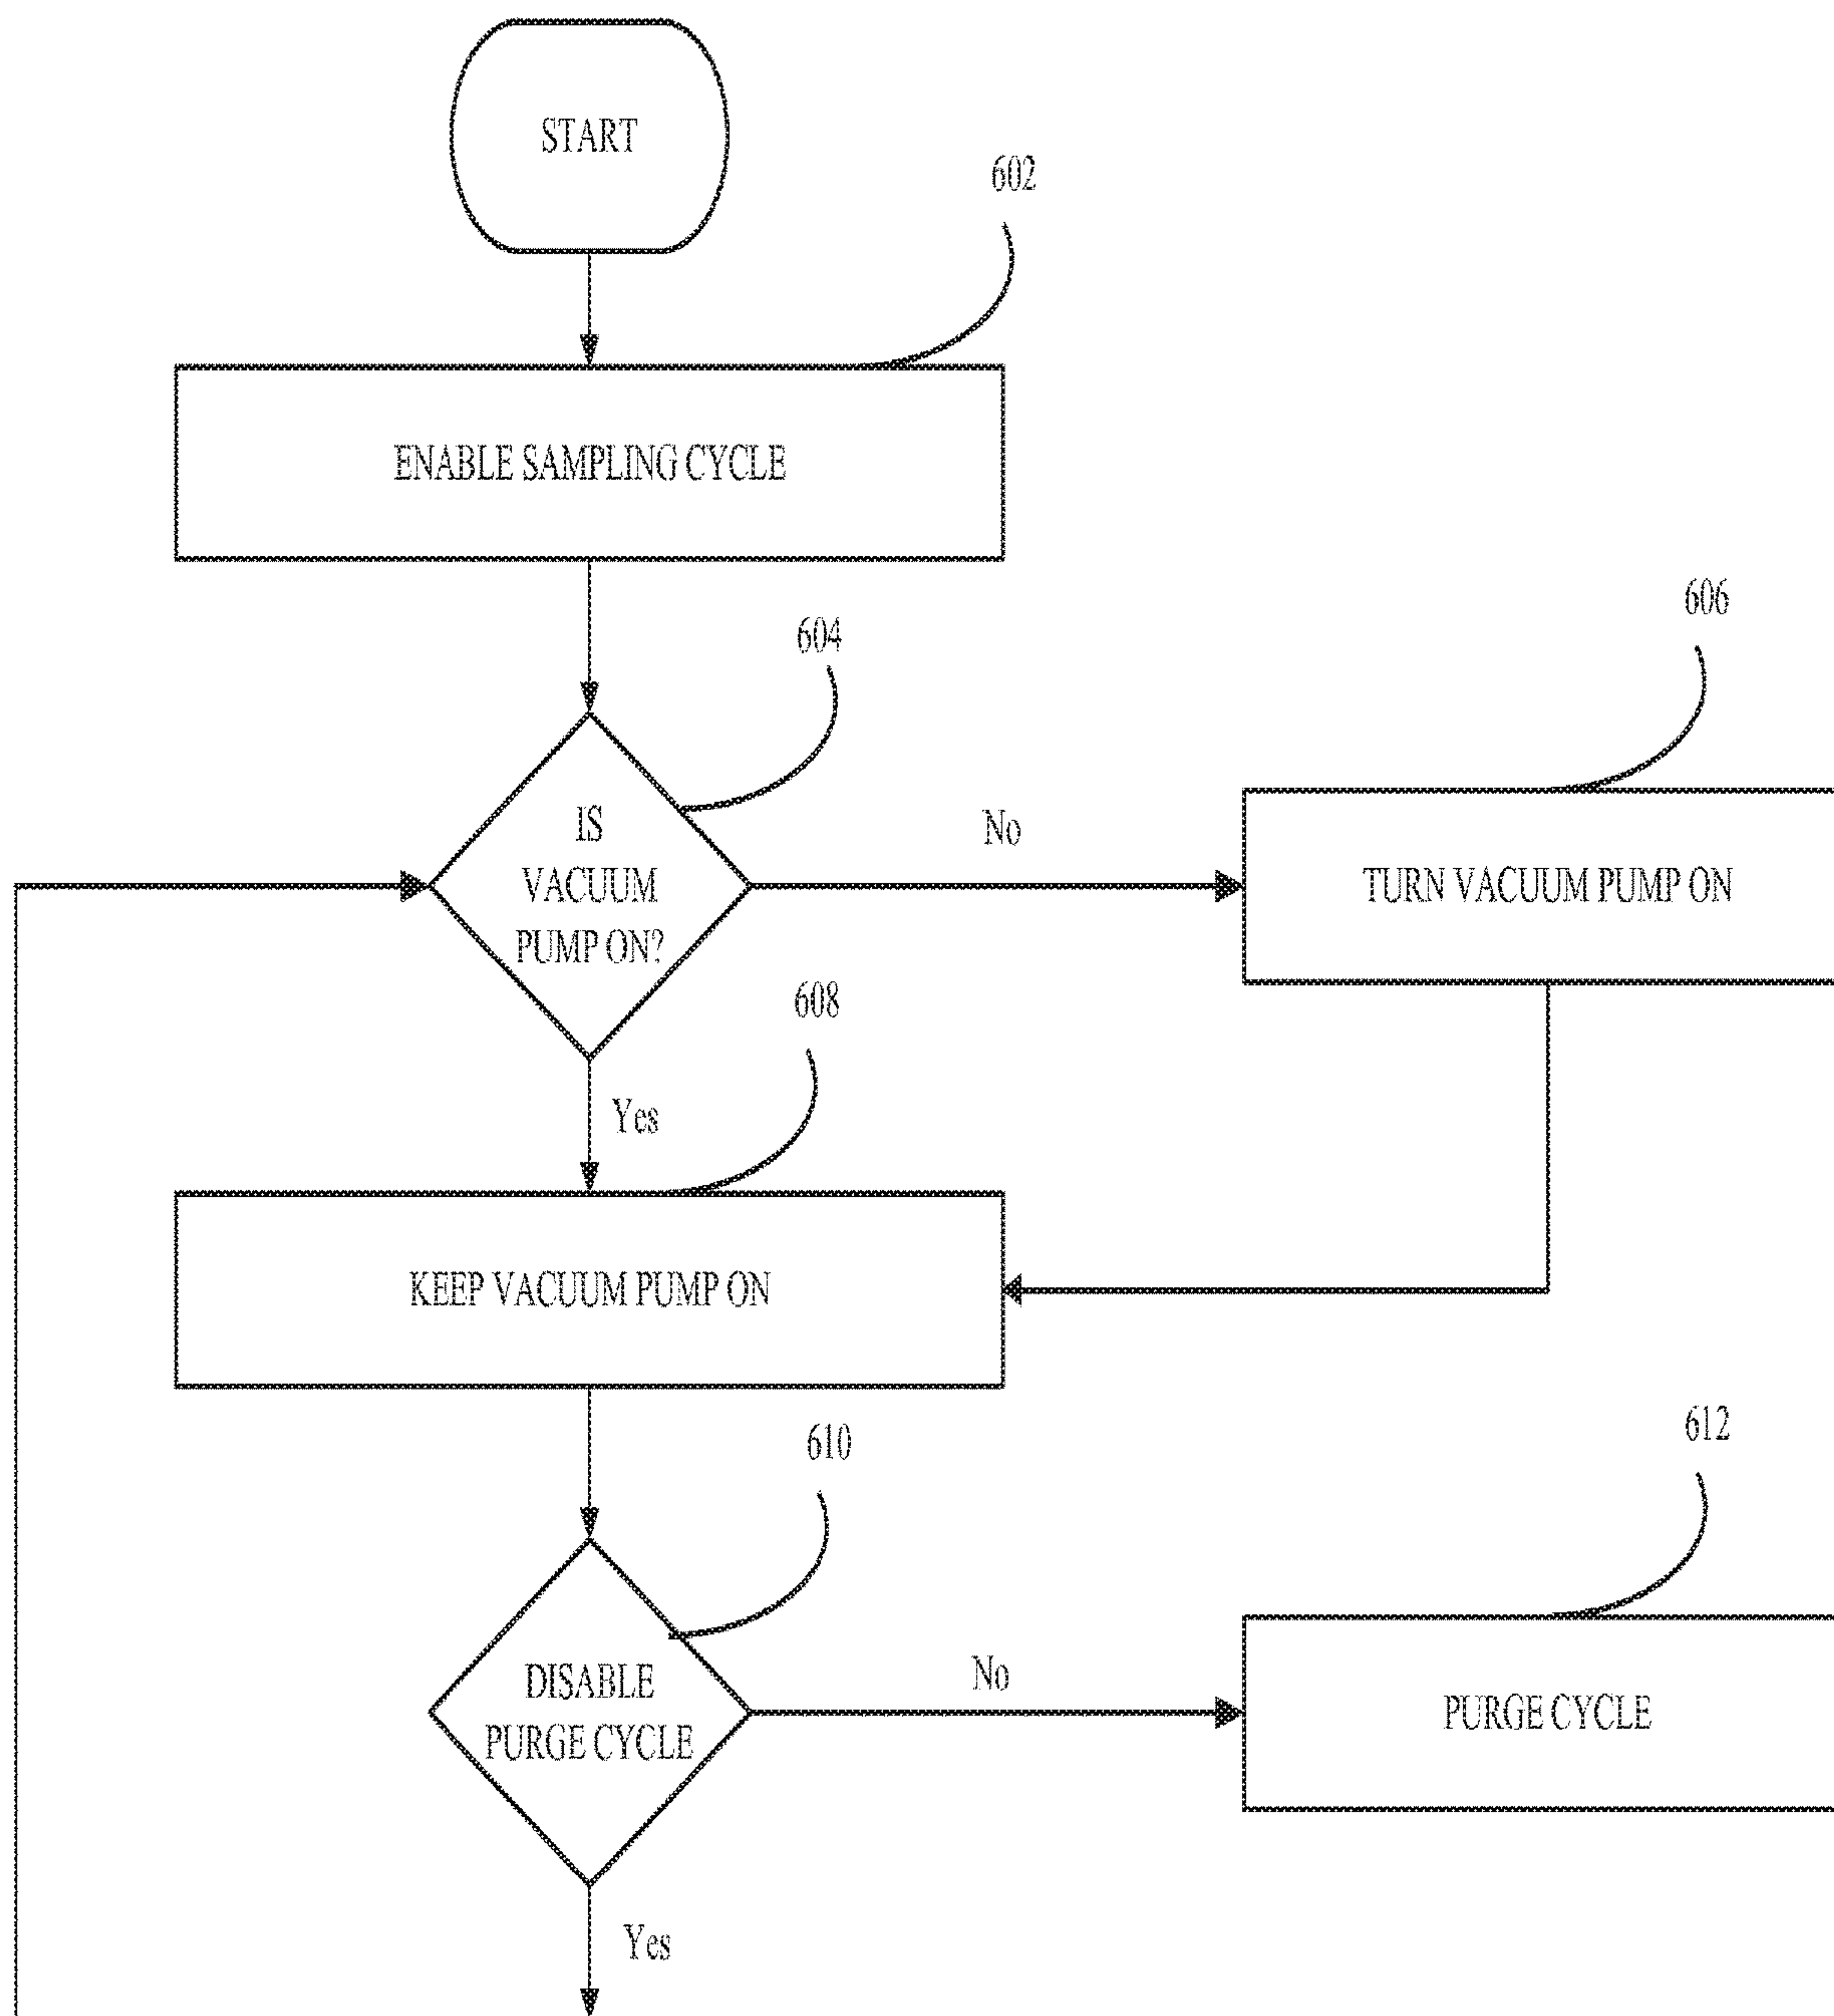 START
602
ENABLE SAMPLING CYCLE
604
606
IS
VACUUM
PUMP ON?
No
TURN VACUUM PUMP ON
608
Yes
KEEP VACUUM PUMP ON
610
612
DISABLE
PURGE CYCLE
No
PURGE CYCLE
Yes